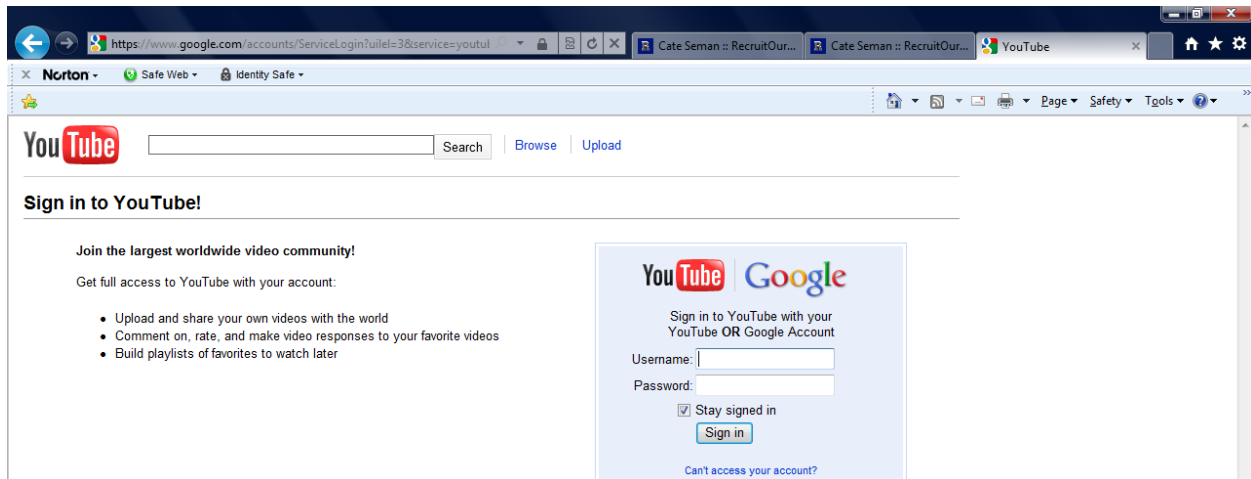 https://www.google.com/accounts/ServiceLogin?uilel=3&service=youtul
Cate Seman :: RecruitOur...
Cate Seman :: RecruitOur...
YouTube
Norton
Safe Web
Identity Safe
Page
Safety
Tools
YouTube
Search
Browse
Upload
Sign in to YouTube!
Join the largest worldwide video community!
Get full access to YouTube with your account:
• Upload and share your own videos with the world
• Comment on, rate, and make video responses to your favorite videos
• Build playlists of favorites to watch later
YouTube Google
Sign in to YouTube with your
YouTube OR Google Account
Username:
Password:
Stay signed in
Sign in
Can't access your account?